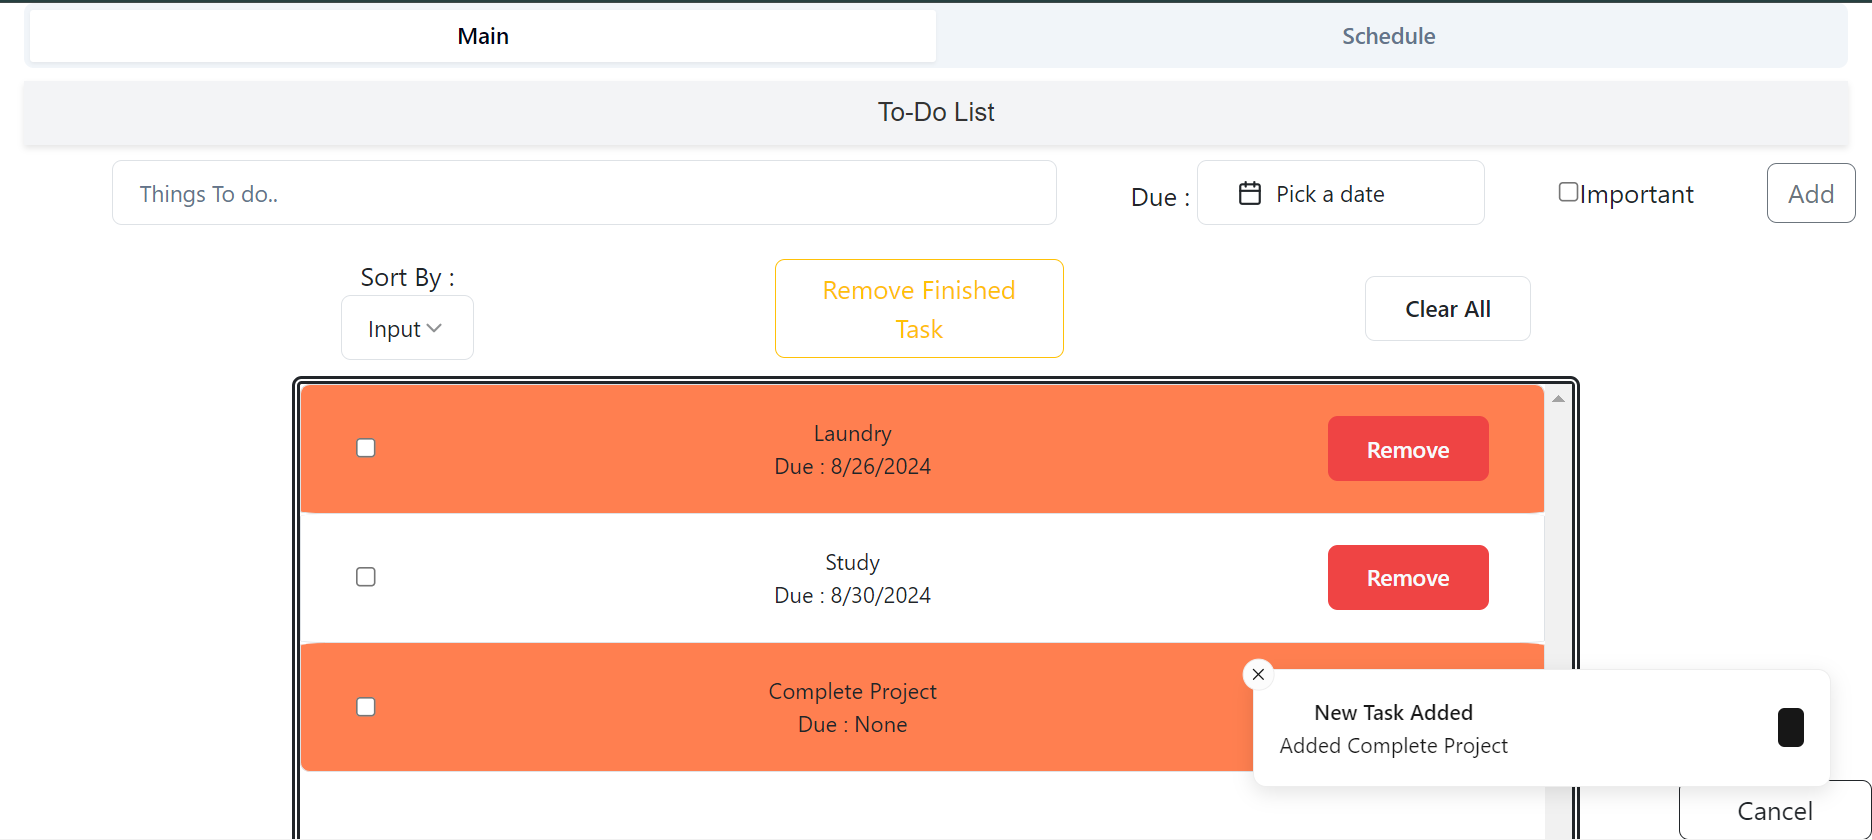 Main
Schedule
To-Do List
Things To do..
Due :
Pick a date
Important
Add
Sort By :
Input
Remove Finished
Task
Clear All
Laundry
Due : 8/26/2024
Remove
Study
Due : 8/30/2024
Remove
Complete Project
Due : None
New Task Added
Added Complete Project
Cancel